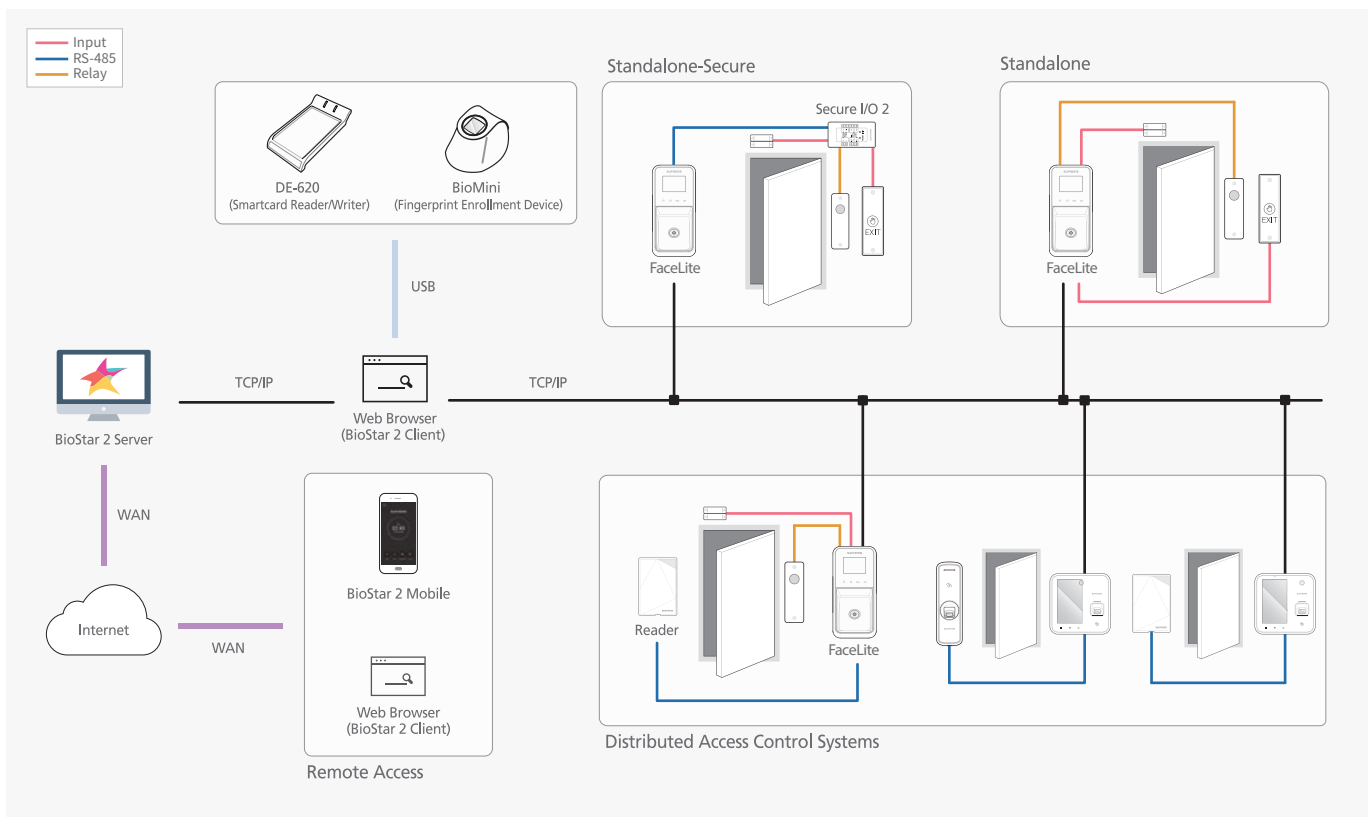 Input
RS-485
Relay
DE-620
(Smartcard Reader/Writer)
BioMini
(Fingerprint Enrollment Device)
USB
Standalone-Secure
Secure I/O 2
EXIT
FaceLite
Standalone
EXIT
FaceLite
BioStar 2 Server
TCP/IP
Web Browser
(BioStar 2 Client)
TCP/IP
WAN
Internet
WAN
BioStar 2 Mobile
Web Browser
(BioStar 2 Client)
Remote Access
Reader
FaceLite
Distributed Access Control Systems